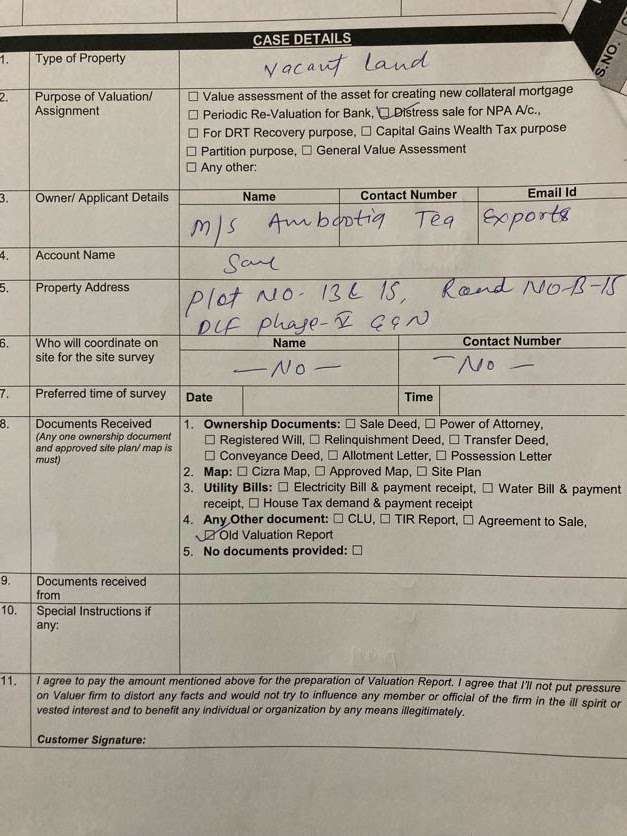 S.NO.
CASE DETAILS
1. Type of Property
vacant land
2. Purpose of Valuation/ Assignment
☐ Value assessment of the asset for creating new collateral mortgage
☐ Periodic Re-Valuation for Bank, ☑ Distress sale for NPA A/c.,
☐ For DRT Recovery purpose, ☐ Capital Gains Wealth Tax purpose
☐ Partition purpose, ☐ General Value Assessment
☐ Any other:
3. Owner/ Applicant Details
Name Contact Number Email Id
M/S Ambootia Tea Exports
4. Account Name
Same
5. Property Address
Plot NO- 13 & 15, Road NO-B-15
DLF Phase-V GGN
6. Who will coordinate on site for the site survey
Name Contact Number
— No — — No —
7. Preferred time of survey
Date Time
8. Documents Received
(Any one ownership document
and approved site plan/ map is
must)
1. Ownership Documents: ☐ Sale Deed, ☐ Power of Attorney,
☐ Registered Will, ☐ Relinquishment Deed, ☐ Transfer Deed,
☐ Conveyance Deed, ☐ Allotment Letter, ☐ Possession Letter
2. Map: ☐ Cizra Map, ☐ Approved Map, ☐ Site Plan
3. Utility Bills: ☐ Electricity Bill & payment receipt, ☐ Water Bill & payment
receipt, ☐ House Tax demand & payment receipt
4. Any Other document: ☐ CLU, ☐ TIR Report, ☐ Agreement to Sale,
☑ Old Valuation Report
5. No documents provided: ☐
9. Documents received
from
10. Special Instructions if
any:
11. I agree to pay the amount mentioned above for the preparation of Valuation Report. I agree that I'll not put pressure
on Valuer firm to distort any facts and would not try to influence any member or official of the firm in the ill spirit or
vested interest and to benefit any individual or organization by any means illegitimately.
Customer Signature: